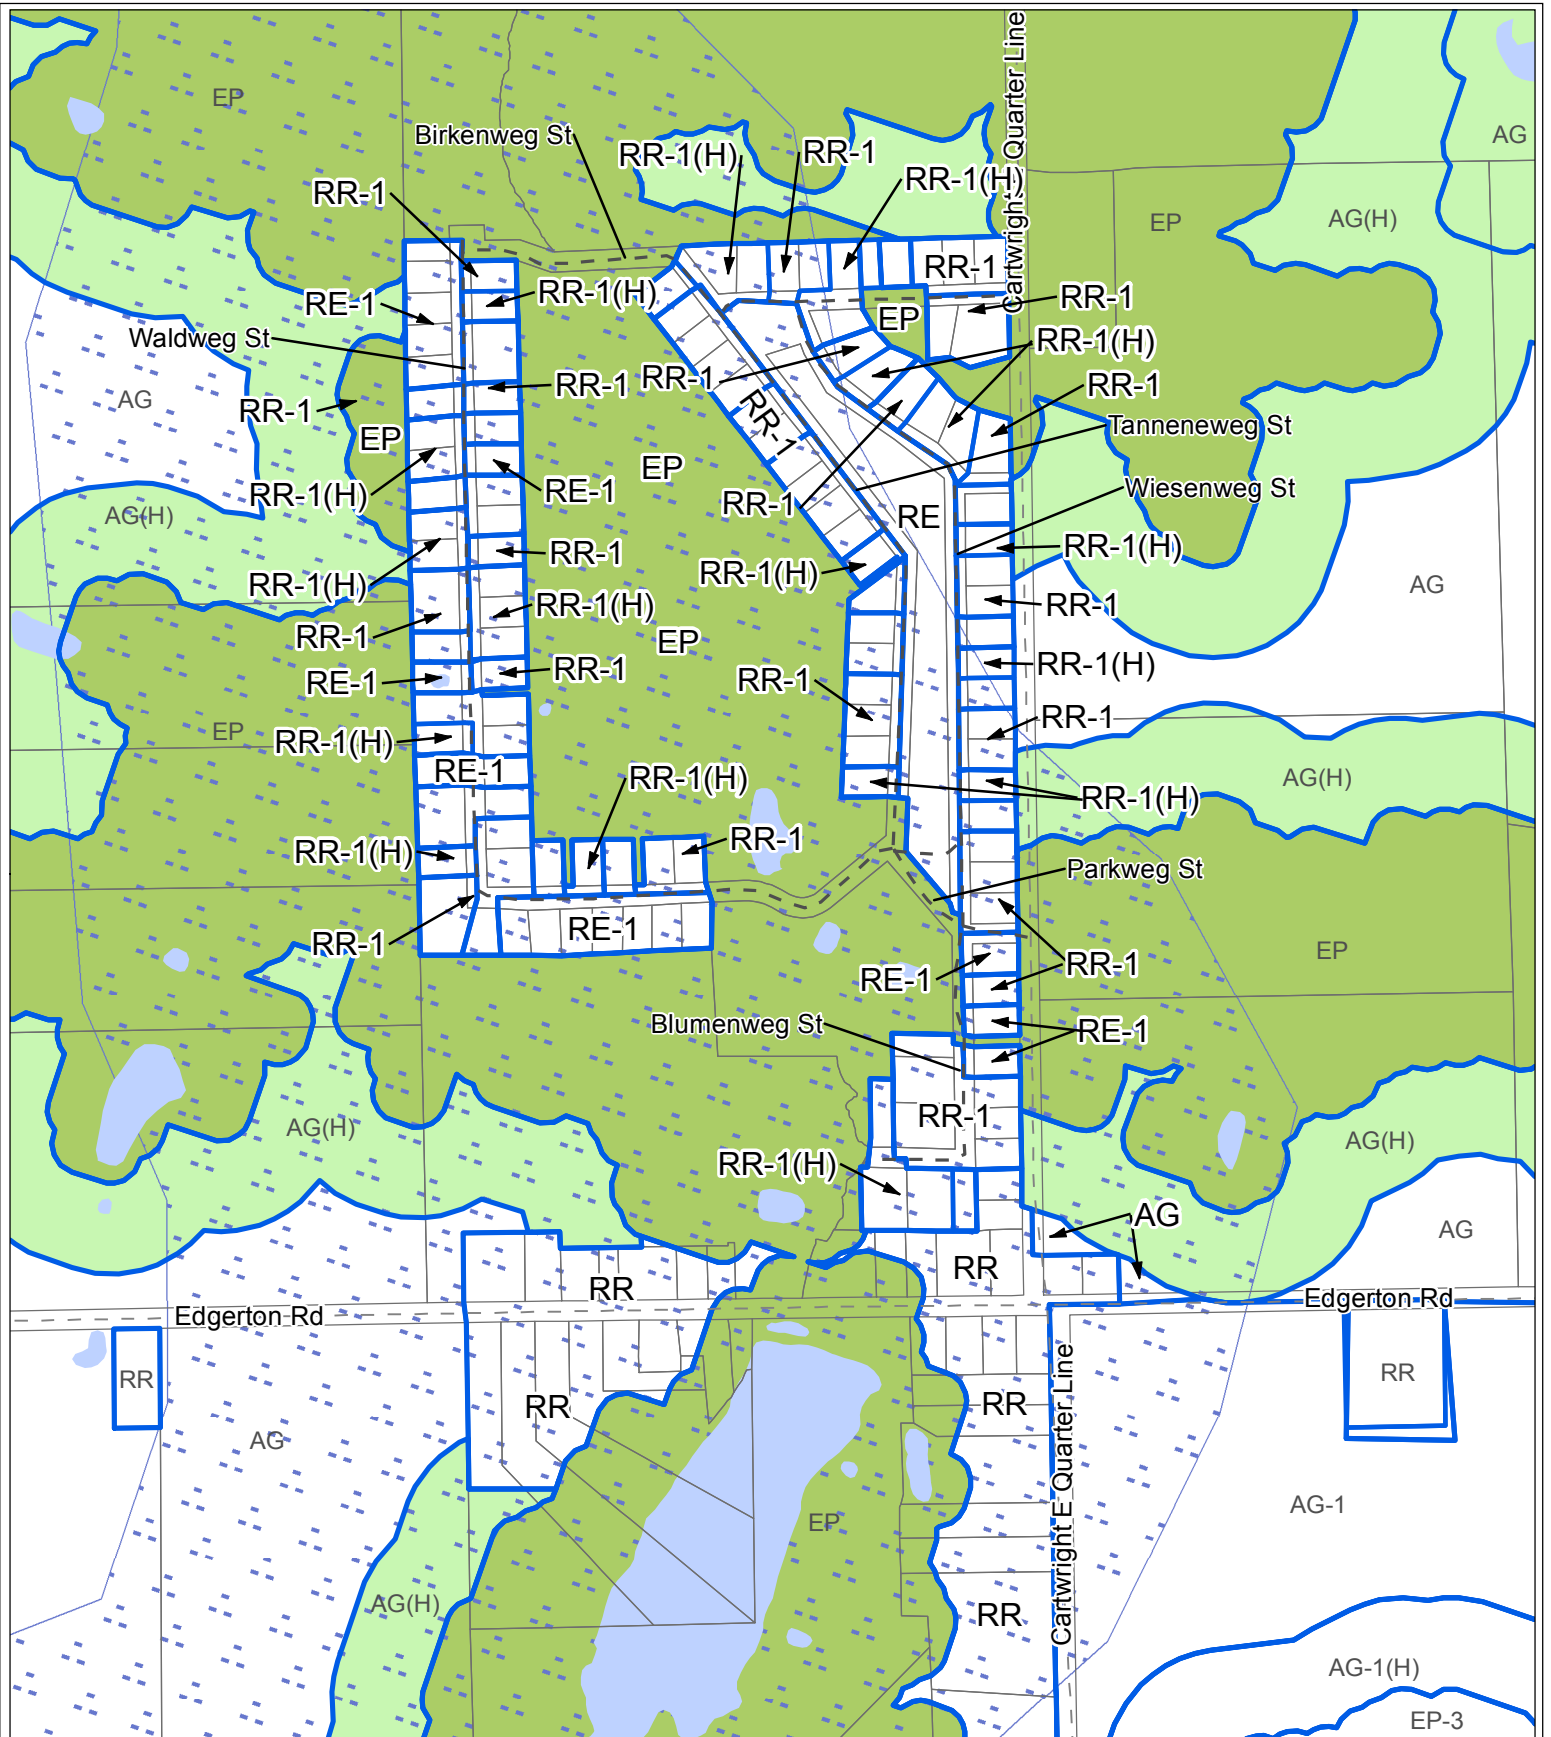 Cartwright E Quarter Line
EP
Birkenweg St
AG
RR-1(H)
RR-1
RR-1(H)
RR-1
EP
AG(H)
RR-1
RR-1(H)
RE-1
RR-1
EP
Waldweg St
RR-1(H)
RR-1
RR-1
RR-1
AG
RR-1
EP
RR-1
Tanneneweg St
EP
RR-1(H)
RE-1
RR-1
Wiesenweg St
AG(H)
RE
RR-1
RR-1(H)
RR-1(H)
RR-1(H)
AG
RR-1(H)
RR-1
RR-1
EP
RR-1(H)
RR-1
RE-1
RR-1
RR-1
EP
RR-1(H)
RE-1
RR-1(H)
AG(H)
RR-1(H)
RR-1
RR-1(H)
Parkweg St
RE-1
RR-1
EP
RR-1
RE-1
Blumenweg St
RE-1
RR-1
AG(H)
AG(H)
RR-1(H)
AG
AG
RR
RR
Edgerton Rd
Edgerton Rd
RR
RR
RR
RR
AG
Cartwright E Quarter Line
AG-1
EP
AG(H)
RR
AG-1(H)
EP-3